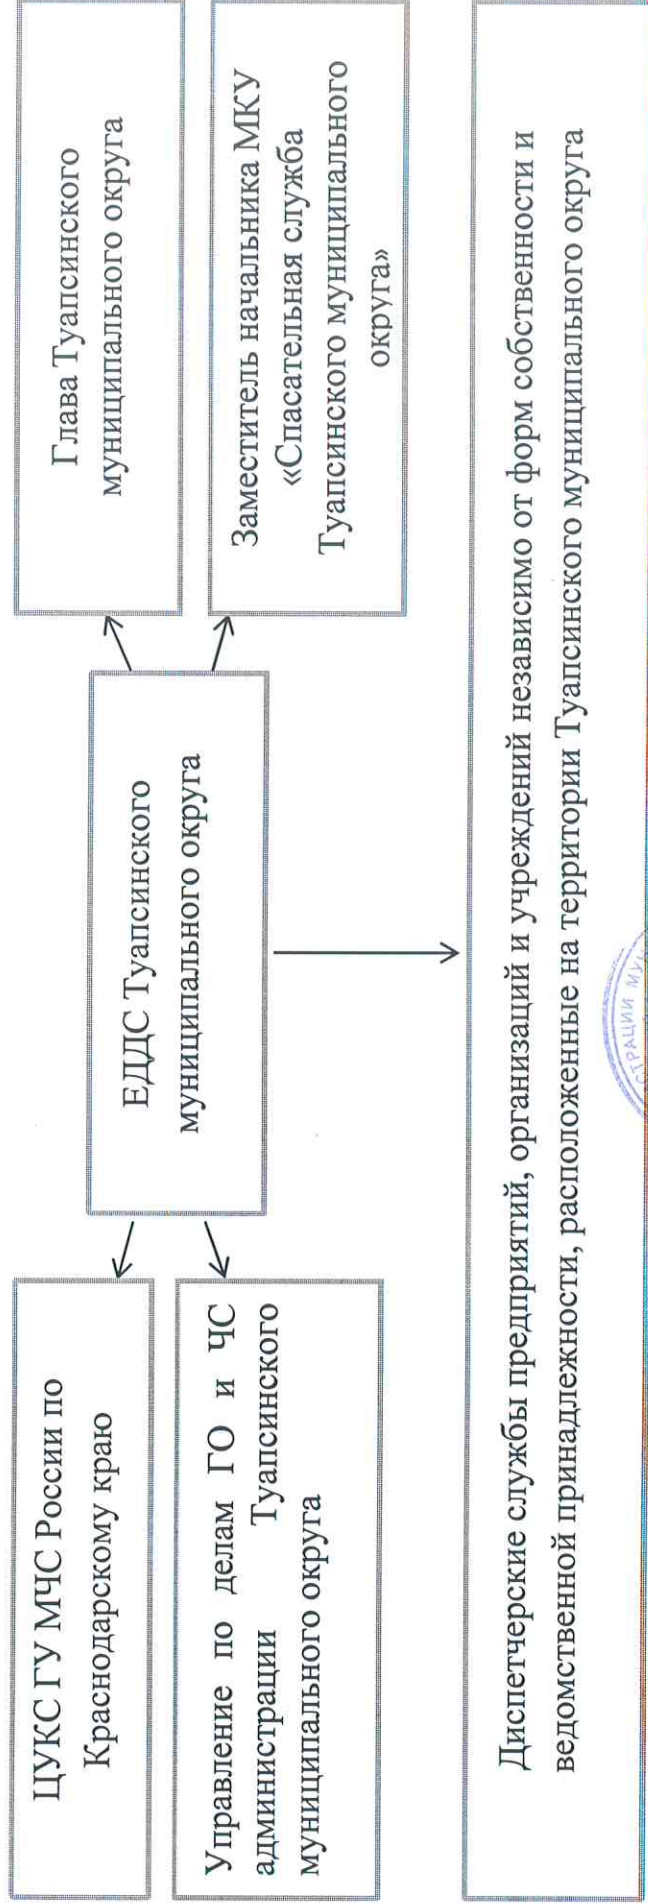 ЦУКС ГУ МЧС России по
Краснодарскому краю
Управление по делам ГО и ЧС
администрации Туапсинского
муниципального округа
ЕДДС Туапсинского
муниципального округа
Глава Туапсинского
муниципального округа
Заместитель начальника МКУ
«Спасательная служба
Туапсинского муниципального
округа»
Диспетчерские службы предприятий, организаций и учреждений независимо от форм собственности и
ведомственной принадлежности, расположенные на территории Туапсинского муниципального округа